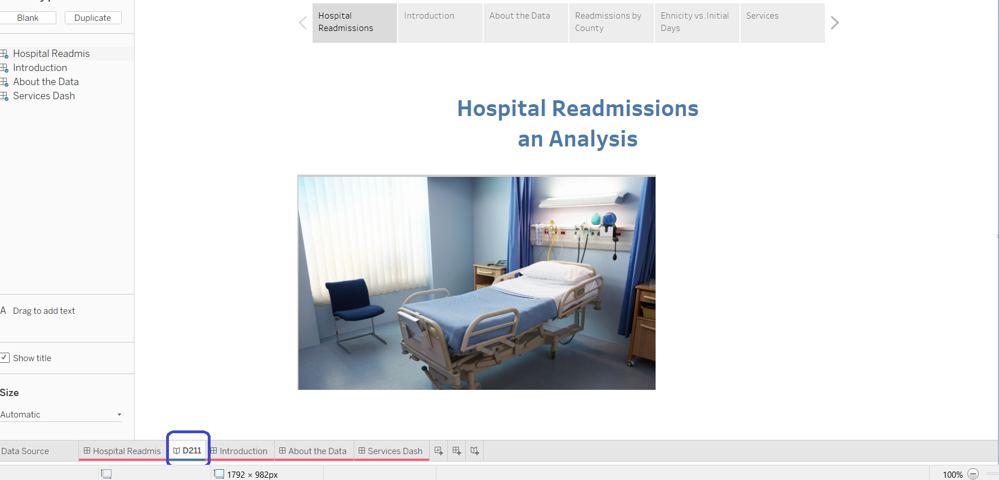 Blank
Duplicate
Hospital Readmis
Introduction
About the Data
Services Dash
A Drag to add text
Show title
Size
Automatic
Hospital
Readmissions
Introduction
About the Data
Readmissions by
County
Ehnicity vs. Initial
Days
Services
Hospital Readmissions
an Analysis
Data Source
Hospital Readmis
D211
Introduction
About the Data
Services Dash
1792 × 982px
100%